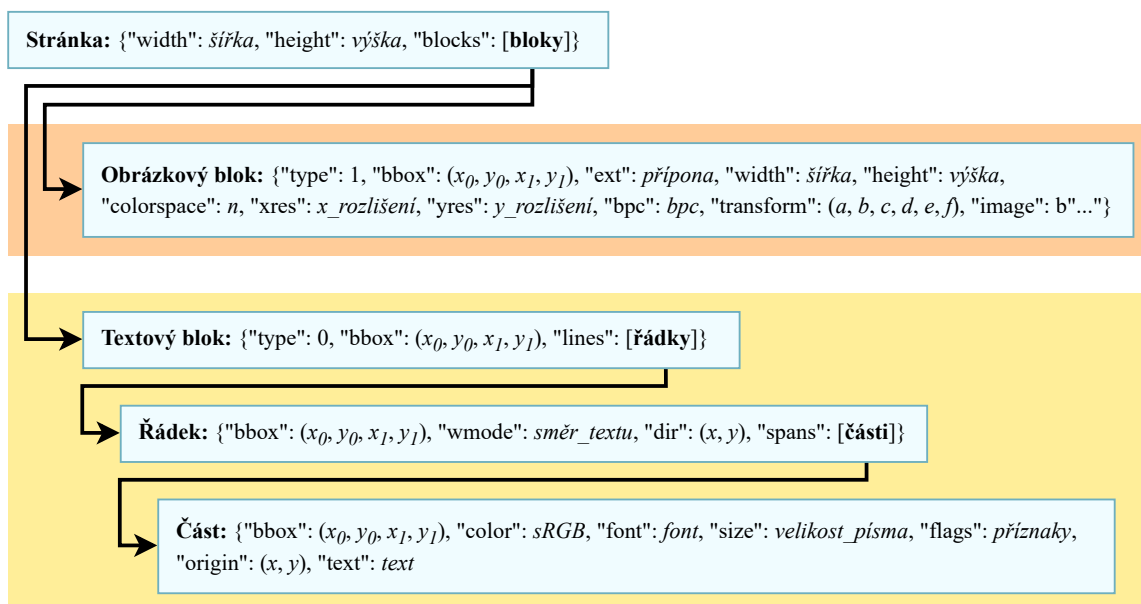 Stránka: {"width": šířka, "height": výška, "blocks": [bloky]}
Obrázkový blok: {"type": 1, "bbox": (x₀, y₀, x₁, y₁), "ext": přípona, "width": šířka, "height": výška,
"colorspace": n, "xres": x_rozlišení, "yres": y_rozlišení, "bpc": bpc, "transform": (a, b, c, d, e, f), "image": b"..."}
Textový blok: {"type": 0, "bbox": (x₀, y₀, x₁, y₁), "lines": [řádky]}
Řádek: {"bbox": (x₀, y₀, x₁, y₁), "wmode": směr_textu, "dir": (x, y), "spans": [části]}
Část: {"bbox": (x₀, y₀, x₁, y₁), "color": sRGB, "font": font, "size": velikost_písma, "flags": příznaky,
"origin": (x, y), "text": text